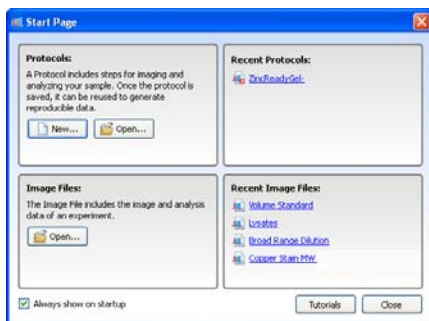 Start Page
Protocols:
A Protocol includes steps for imaging and
analyzing your sample. Once the protocol is
saved, it can be reused to generate
reproducible data.
New... Open...
Recent Protocols:
ZincReadyGel:
Image Files:
The Image File includes the image and analysis
data of an experiment.
Open...
Recent Image Files:
Volume Standard
Lysates
Broad Range Dilution
Copper Stain MW
Always show on startup
Tutorials Close